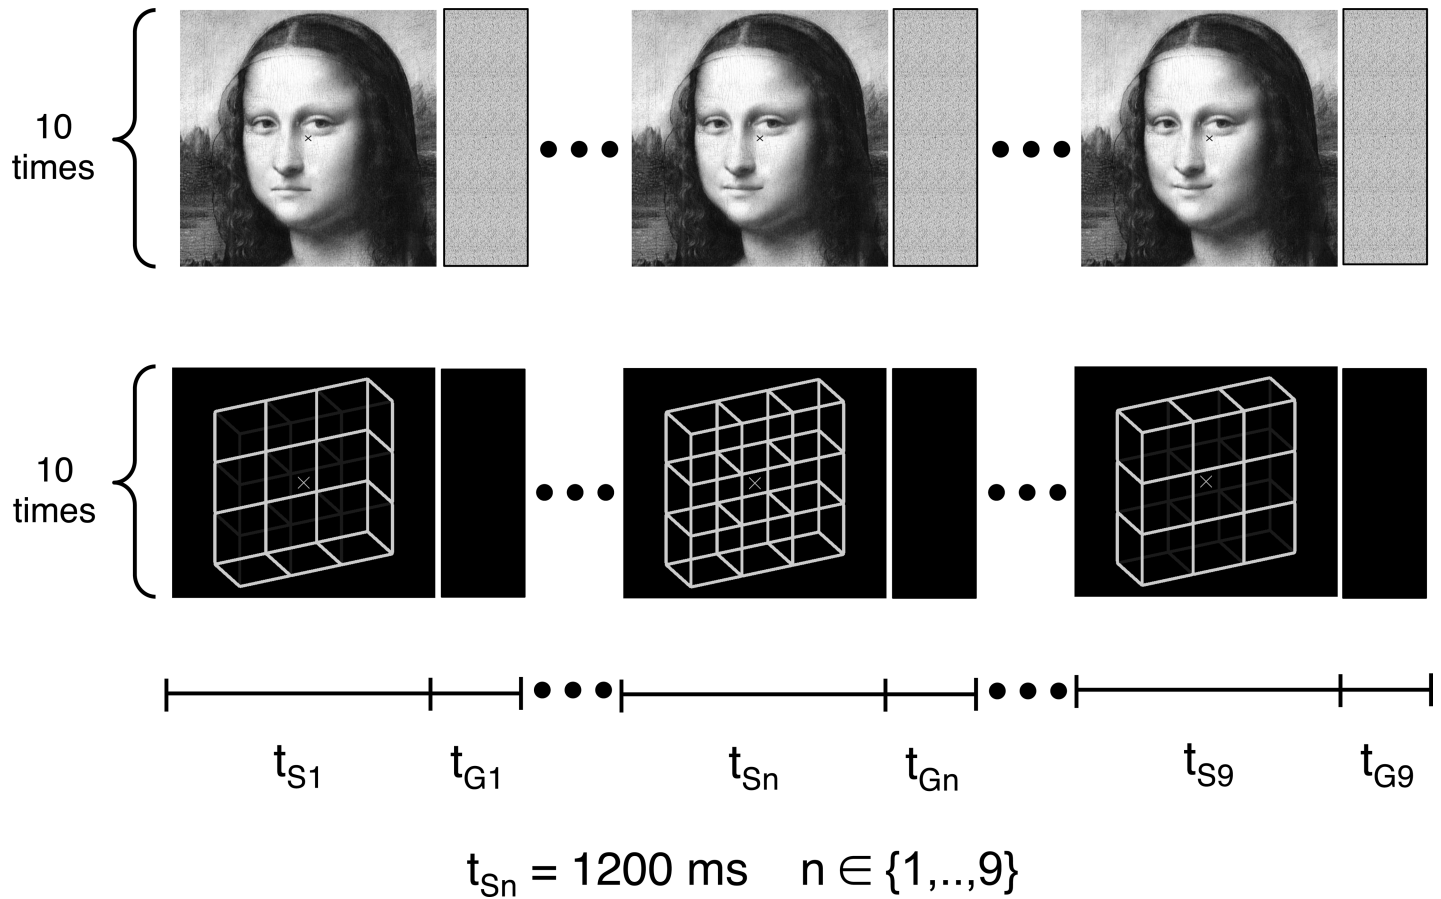 10
times
10
times
tS1 tG1 tSn tGn tS9 tG9
tSn = 1200 ms n ∈ {1,..,9}